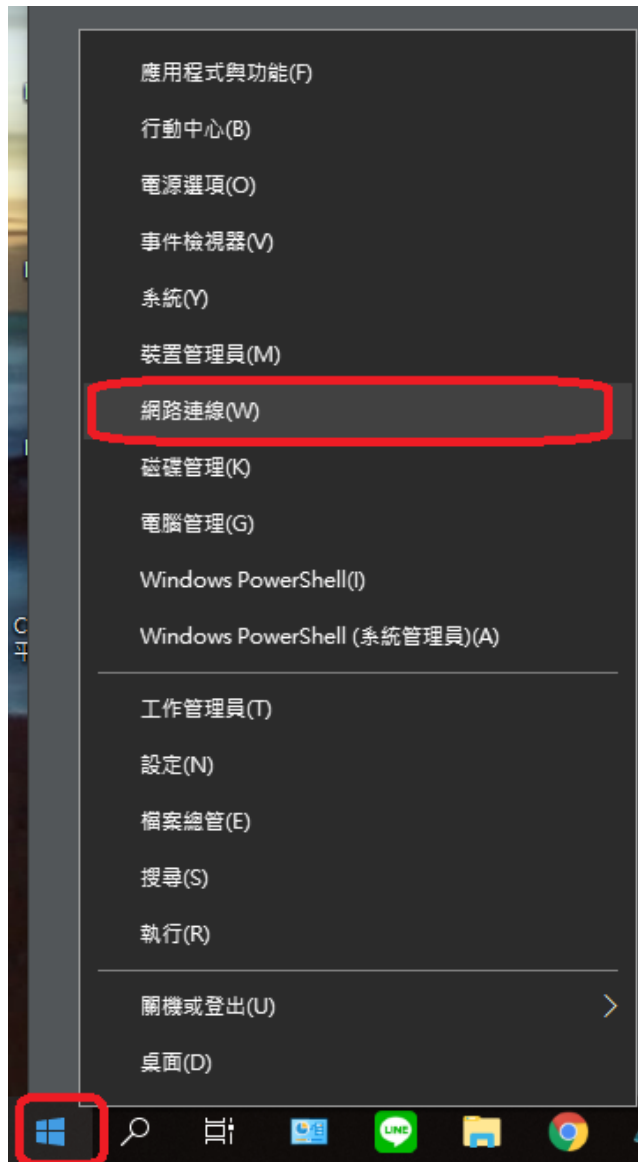 應用程式與功能(F)
行動中心(B)
電源選項(O)
事件檢視器(V)
系統(Y)
裝置管理員(M)
網路連線(W)
磁碟管理(K)
電腦管理(G)
Windows PowerShell(I)
Windows PowerShell (系統管理員)(A)
工作管理員(T)
設定(N)
檔案總管(E)
搜尋(S)
執行(R)
關機或登出(U)
桌面(D)
LINE